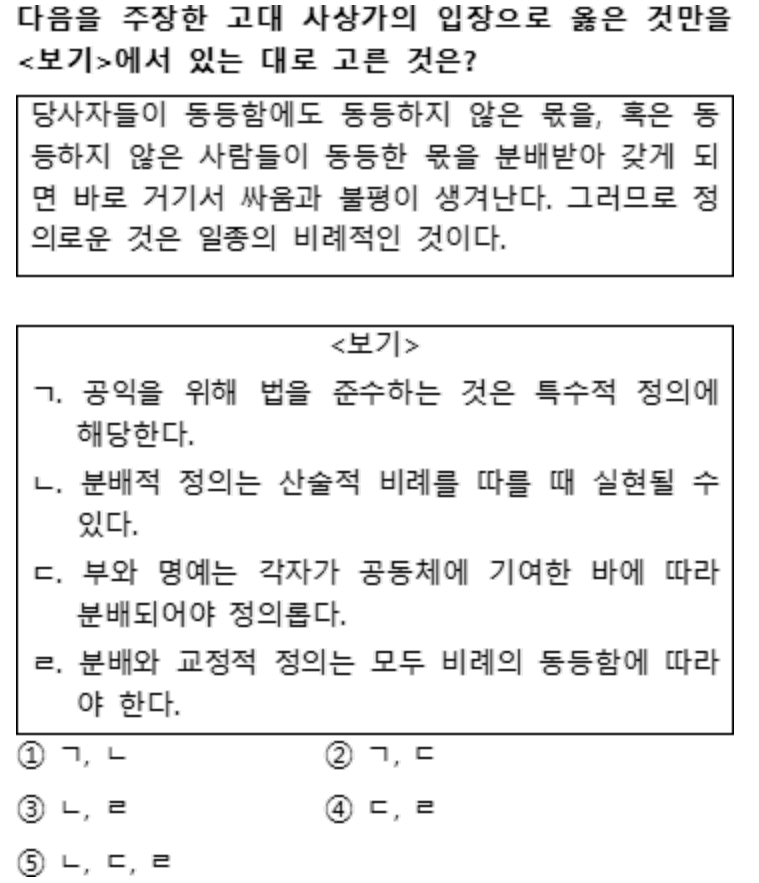 다음을 주장한 고대 사상가의 입장으로 옳은 것만을
<보기>에서 있는 대로 고른 것은?
당사자들이 동등함에도 동등하지 않은 몫을, 혹은 동
등하지 않은 사람들이 동등한 몫을 분배받아 갖게 되
면 바로 거기서 싸움과 불평이 생겨난다. 그러므로 정
의로운 것은 일종의 비례적인 것이다.
<보기>
ㄱ. 공익을 위해 법을 준수하는 것은 특수적 정의에
해당한다.
ㄴ. 분배적 정의는 산술적 비례를 따를 때 실현될 수
있다.
ㄷ. 부와 명예는 각자가 공동체에 기여한 바에 따라
분배되어야 정의롭다.
ㄹ. 분배와 교정적 정의는 모두 비례의 동등함에 따라
야 한다.
① ㄱ, ㄴ ② ㄱ, ㄷ
③ ㄴ, ㄹ ④ ㄷ, ㄹ
⑤ ㄴ, ㄷ, ㄹ